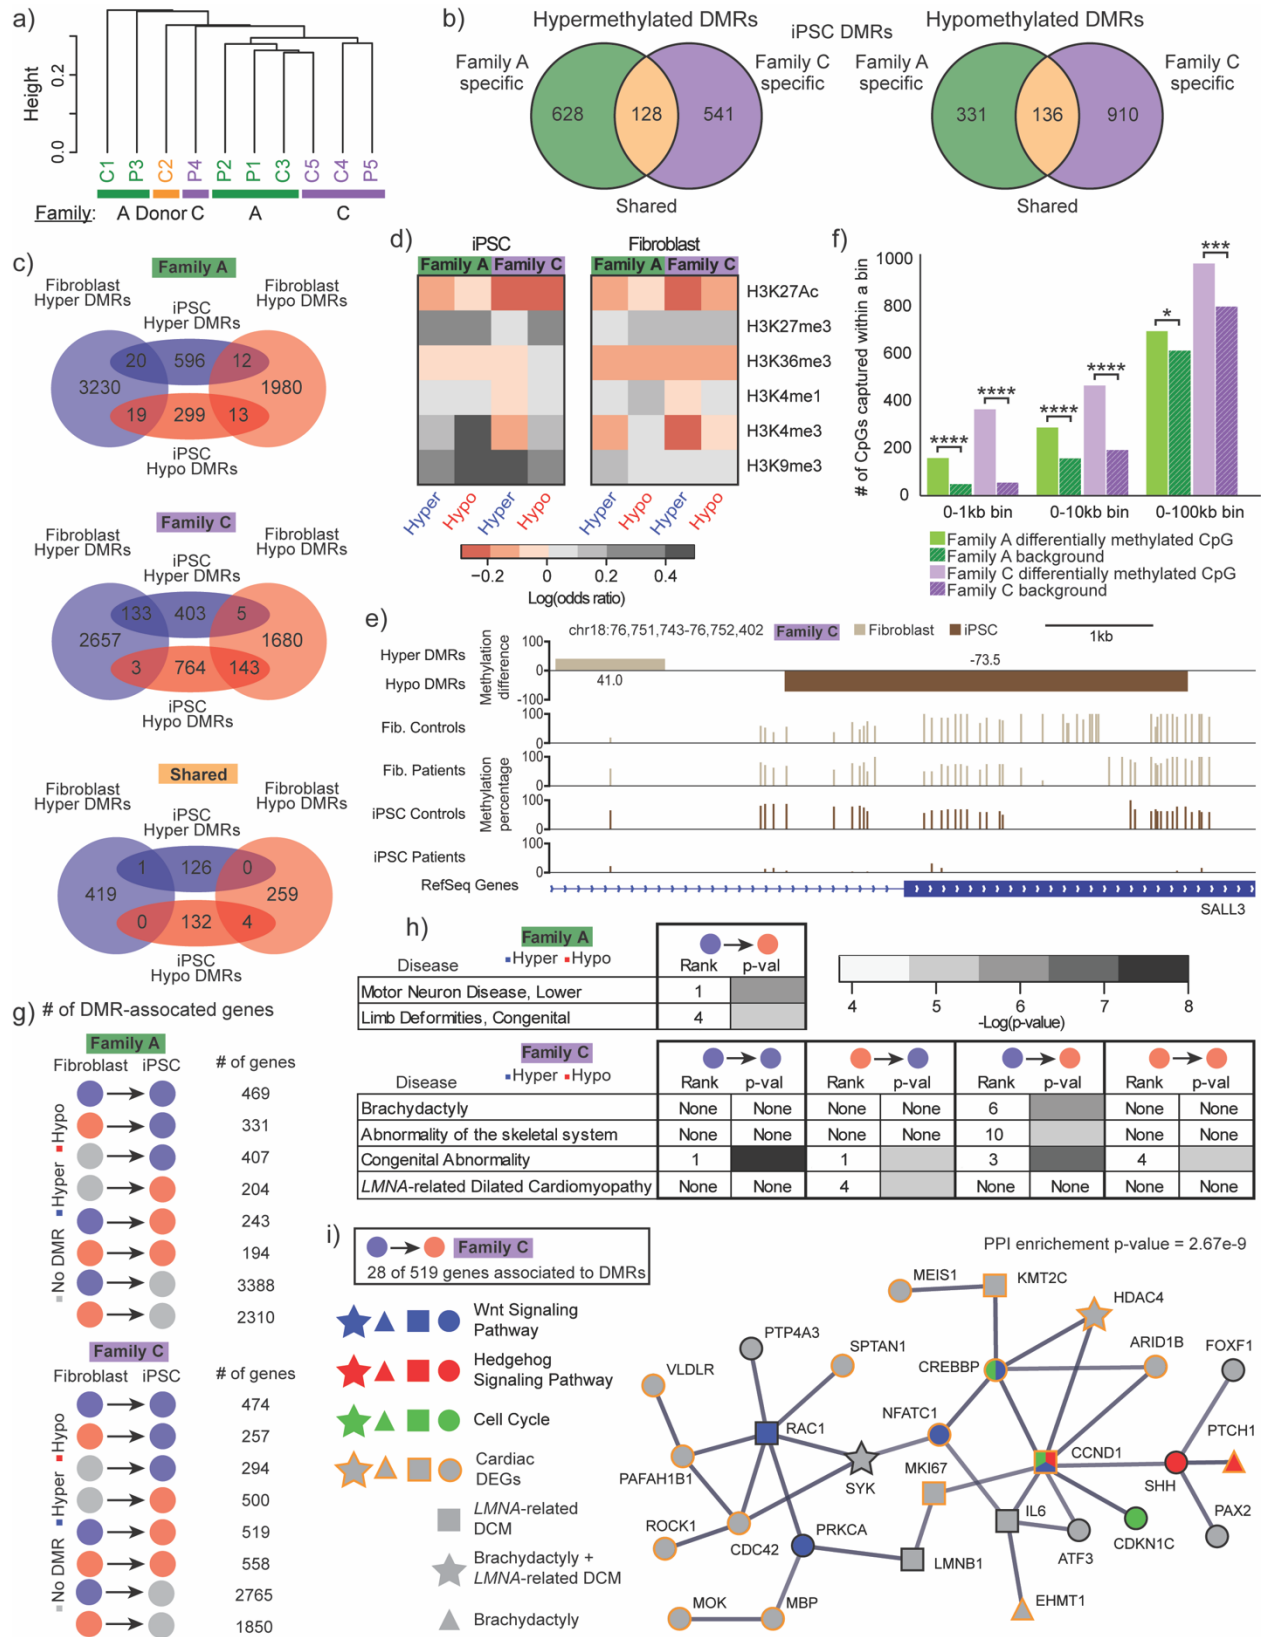 a)
Height
0.2
0.0
C1 P3 C2 P4 P2 P1 C3 C5 C4 P5
Family: A Donor C A C
b)
Hypermethylated DMRs
iPSC DMRs
Hypomethylated DMRs
Family A specific
Family C specific
628 128 541
Shared
Family A specific
Family C specific
331 136 910
Shared
c)
Family A
Fibroblast Hyper DMRs
iPSC Hyper DMRs
Fibroblast Hypo DMRs
20 596 12
3230 1980
19 299 13
iPSC Hypo DMRs
Family C
Fibroblast Hyper DMRs
iPSC Hyper DMRs
Fibroblast Hypo DMRs
133 403 5
2657 1680
3 764 143
iPSC Hypo DMRs
Shared
Fibroblast Hyper DMRs
iPSC Hyper DMRs
Fibroblast Hypo DMRs
1 126 0
419 259
0 132 4
iPSC Hypo DMRs
d)
iPSC Fibroblast
Family A Family C Family A Family C
H3K27Ac
H3K27me3
H3K36me3
H3K4me1
H3K4me3
H3K9me3
Hyper Hypo Hyper Hypo Hyper Hypo Hyper Hypo
−0.2 0 0.2 0.4
Log(odds ratio)
f)
# of CpGs captured within a bin
1000
800
600
400
200
0
**** **** **** **** * ***
0-1kb bin 0-10kb bin 0-100kb bin
Family A differentially methylated CpG
Family A background
Family C differentially methylated CpG
Family C background
e)
chr18:76,751,743-76,752,402 Family C Fibroblast iPSC
1kb
Hyper DMRs
Hypo DMRs
Methylation difference
100
0
-100
41.0
-73.5
Fib. Controls 100 0
Fib. Patients 100 0
iPSC Controls 100 0
iPSC Patients 100 0
Methylation percentage
RefSeq Genes
SALL3
g) # of DMR-assocated genes
Family A
Fibroblast iPSC # of genes
No DMR Hyper Hypo
469
331
407
204
243
194
3388
2310
Family C
Fibroblast iPSC # of genes
No DMR Hyper Hypo
474
257
294
500
519
558
2765
1850
h)
Family A
Disease Hyper Hypo Rank p-val
Motor Neuron Disease, Lower 1
Limb Deformities, Congenital 4
4 5 6 7 8
-Log(p-value)
Family C
Disease Hyper Hypo Rank p-val Rank p-val Rank p-val Rank p-val
Brachydactyly None None None None 6 None None
Abnormality of the skeletal system None None None None 10 None None
Congenital Abnormality 1 1 3 4
LMNA-related Dilated Cardiomyopathy None None 4 None None None None
i)
Family C
28 of 519 genes associated to DMRs
PPI enrichement p-value = 2.67e-9
Wnt Signaling Pathway
Hedgehog Signaling Pathway
Cell Cycle
Cardiac DEGs
LMNA-related DCM
Brachydactyly + LMNA-related DCM
Brachydactyly
MEIS1
KMT2C
HDAC4
PTP4A3
SPTAN1
CREBBP
ARID1B
FOXF1
VLDLR
RAC1
NFATC1
CCND1
PTCH1
PAFAH1B1
SYK
MKI67
SHH
ROCK1
CDC42
PRKCA
LMNB1
IL6
ATF3
CDKN1C
PAX2
MOK
MBP
EHMT1